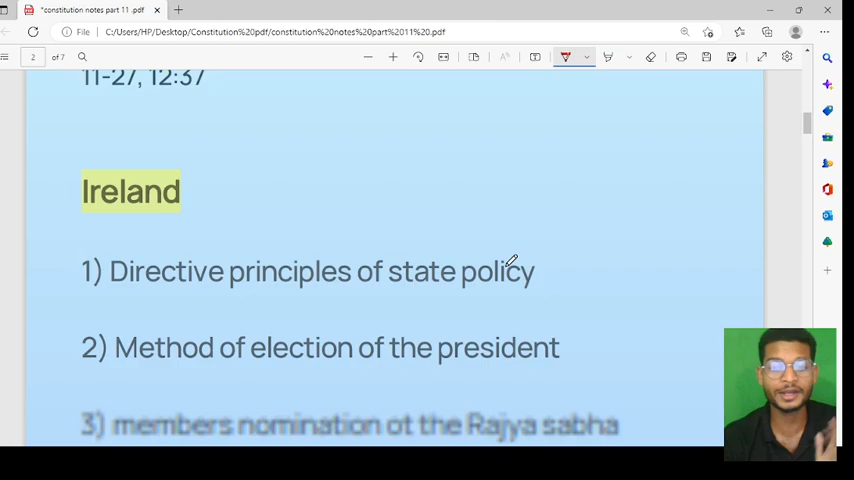 *constitution notes part 11 .pdf
File
C:/Users/HP/Desktop/Constitution%20pdf/constitution%20notes%20part%2011%20.pdf
2 of 7
11-27, 12:37
Ireland
1) Directive principles of state policy
2) Method of election of the president
3) members nomination of the Rajya sabha